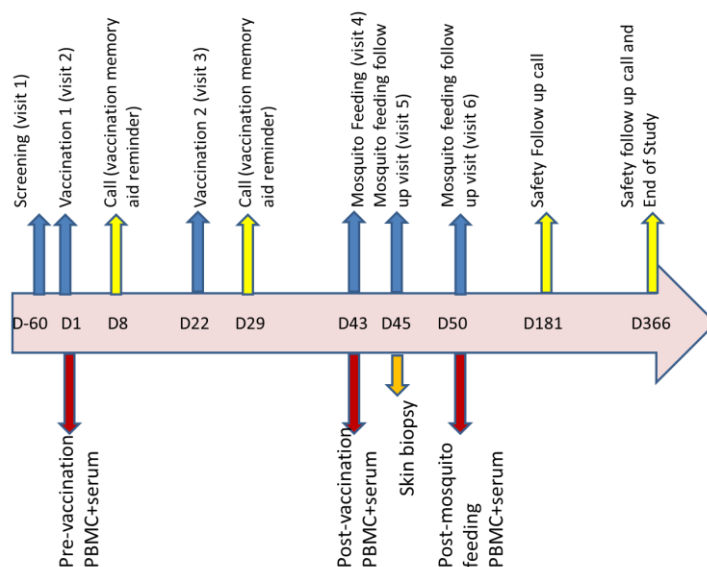 Screening (visit 1)
Vaccination 1 (visit 2)
Call (vaccination memory
aid reminder)
Vaccination 2 (visit 3)
Call (vaccination memory
aid reminder)
Mosquito Feeding (visit 4)
Mosquito feeding follow
up visit (visit 5)
Mosquito feeding follow
up visit (visit 6)
Safety Follow up call
Safety follow up call and
End of Study
D-60
D1
D8
D22
D29
D43
D45
D50
D181
D366
Pre-vaccination
PBMC+serum
Post-vaccination
PBMC+serum
Skin biopsy
Post-mosquito
feeding
PBMC+serum